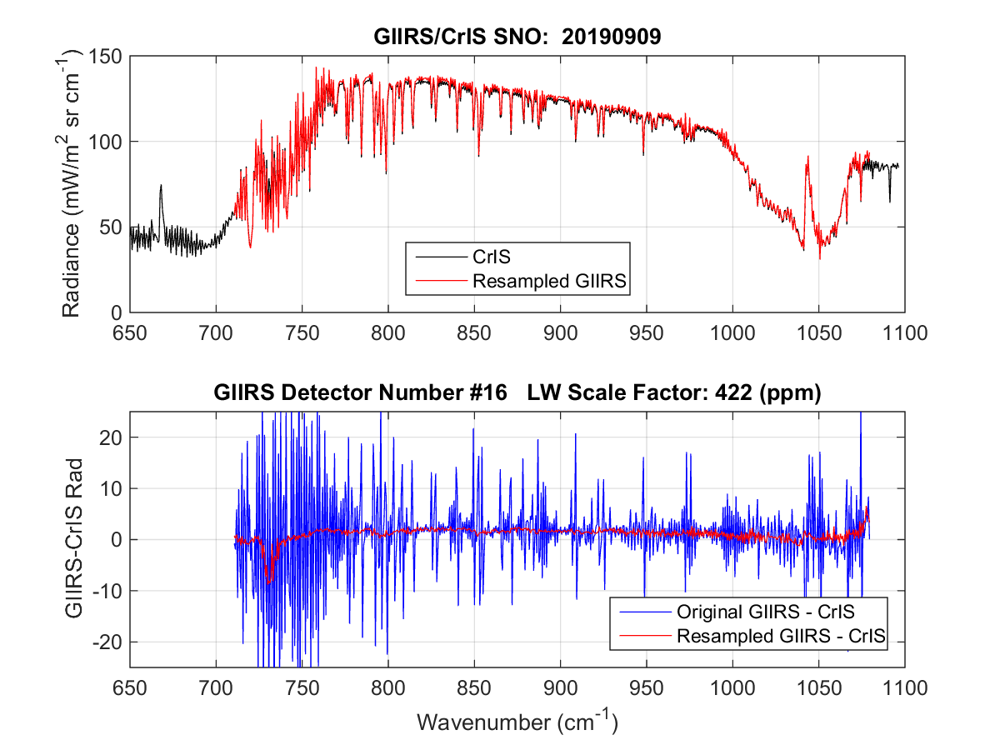 GIIRS/CrIS SNO: 20190909
150
100
50
0
Radiance (mW/m² sr cm⁻¹)
CrIS
Resampled GIIRS
650 700 750 800 850 900 950 1000 1050 1100
GIIRS Detector Number #16 LW Scale Factor: 422 (ppm)
20
10
0
-10
-20
GIIRS-CrIS Rad
Original GIIRS - CrIS
Resampled GIIRS - CrIS
650 700 750 800 850 900 950 1000 1050 1100
Wavenumber (cm⁻¹)